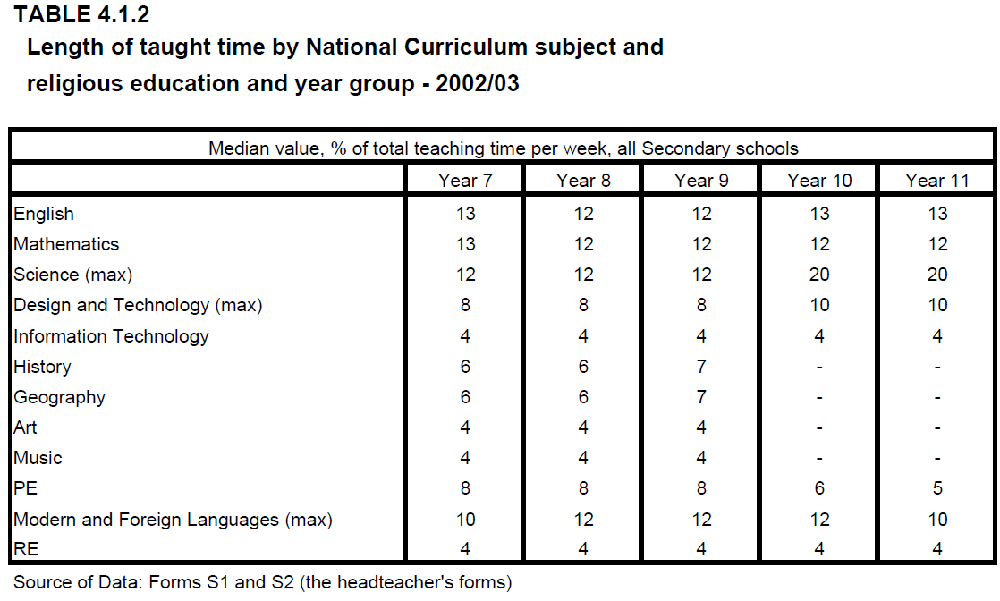 TABLE 4.1.2
Length of taught time by National Curriculum subject and
religious education and year group - 2002/03
Median value, % of total teaching time per week, all Secondary schools
Year 7 Year 8 Year 9 Year 10 Year 11
English 13 12 12 13 13
Mathematics 13 12 12 12 12
Science (max) 12 12 12 20 20
Design and Technology (max) 8 8 8 10 10
Information Technology 4 4 4 4 4
History 6 6 7 - -
Geography 6 6 7 - -
Art 4 4 4 - -
Music 4 4 4 - -
PE 8 8 8 6 5
Modern and Foreign Languages (max) 10 12 12 12 10
RE 4 4 4 4 4
Source of Data: Forms S1 and S2 (the headteacher's forms)